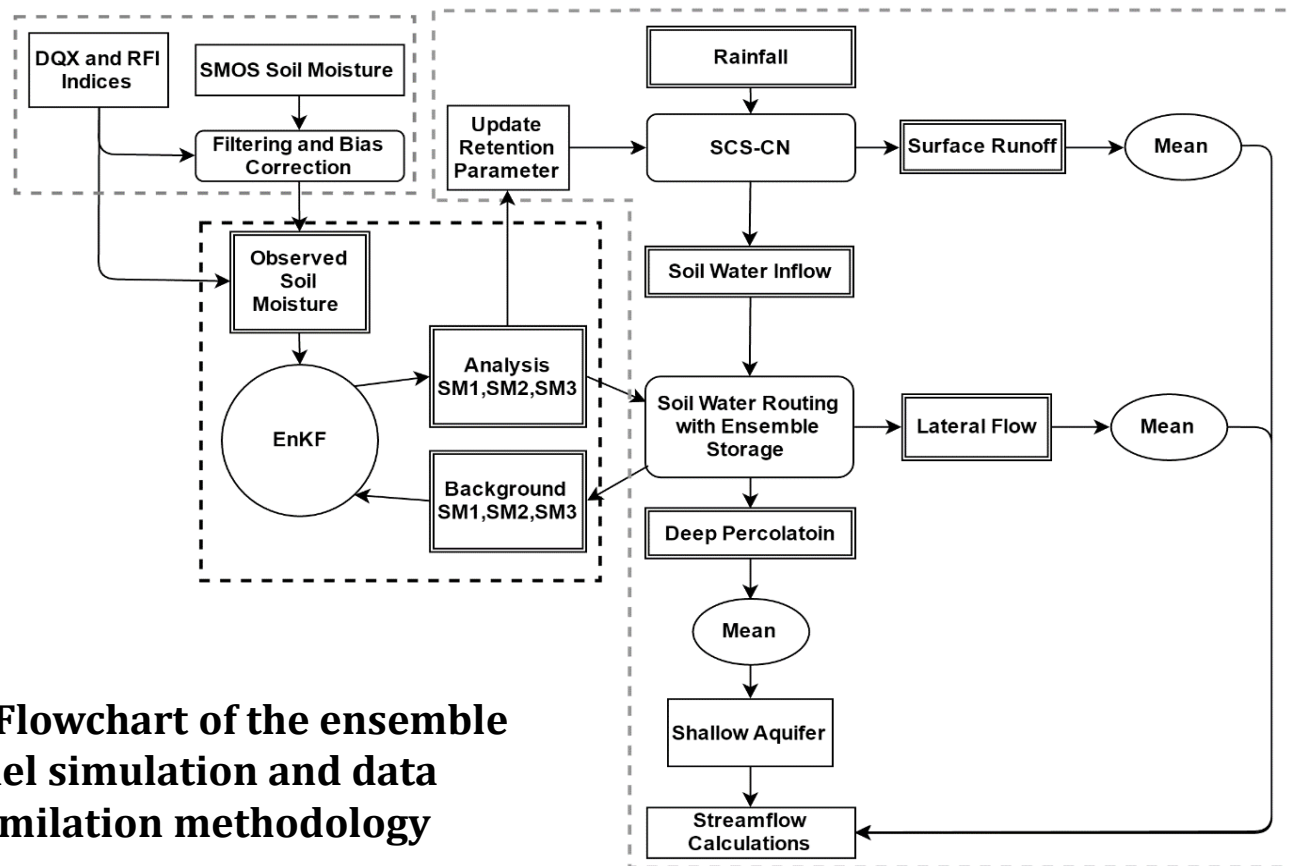 DQX and RFI
Indices
SMOS Soil Moisture
Filtering and Bias
Correction
Observed
Soil
Moisture
EnKF
Analysis
SM1,SM2,SM3
Background
SM1,SM2,SM3
Update
Retention
Parameter
Rainfall
SCS-CN
Surface Runoff
Mean
Soil Water Inflow
Soil Water Routing
with Ensemble
Storage
Lateral Flow
Mean
Deep Percolatoin
Mean
Shallow Aquifer
Streamflow
Calculations
Flowchart of the ensemble
el simulation and data
milation methodology